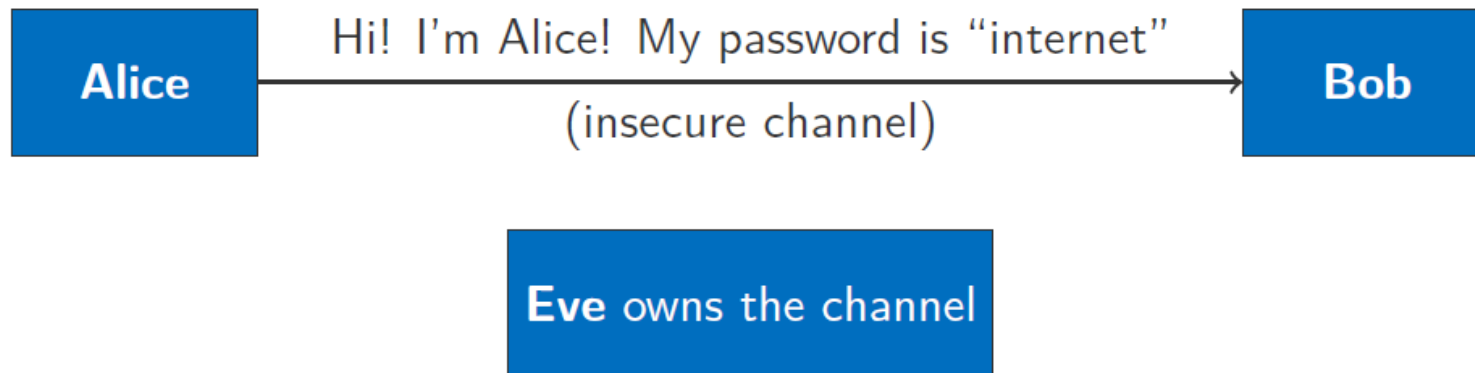 Hi! I'm Alice! My password is “internet”
Alice
Bob
(insecure channel)
Eve owns the channel